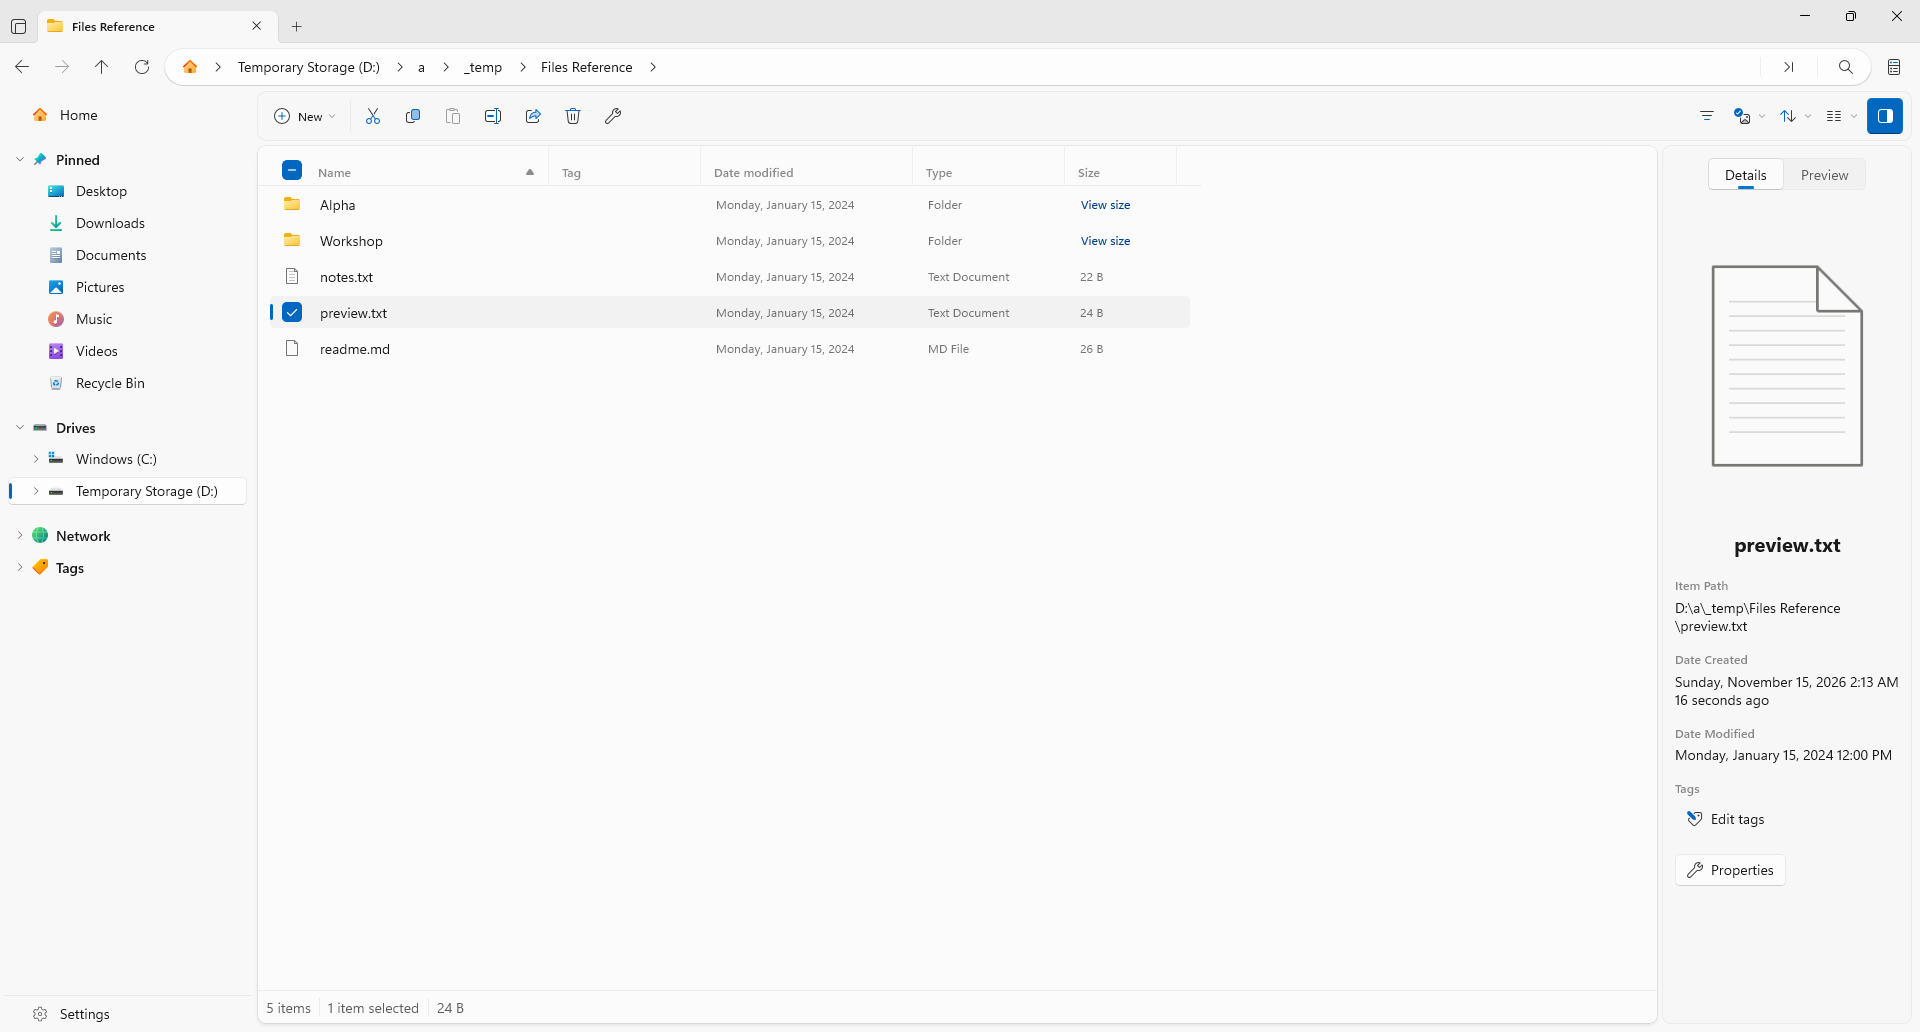 Files Reference
Temporary Storage (D:) a _temp Files Reference
Home
Pinned
Desktop
Downloads
Documents
Pictures
Music
Videos
Recycle Bin
Drives
Windows (C:)
Temporary Storage (D:)
Network
Tags
Settings
New
Name Tag Date modified Type Size
Alpha Monday, January 15, 2024 Folder View size
Workshop Monday, January 15, 2024 Folder View size
notes.txt Monday, January 15, 2024 Text Document 22 B
preview.txt Monday, January 15, 2024 Text Document 24 B
readme.md Monday, January 15, 2024 MD File 26 B
5 items 1 item selected 24 B
Details Preview
preview.txt
Item Path
D:\a\_temp\Files Reference
\preview.txt
Date Created
Sunday, November 15, 2026 2:13 AM
16 seconds ago
Date Modified
Monday, January 15, 2024 12:00 PM
Tags
Edit tags
Properties